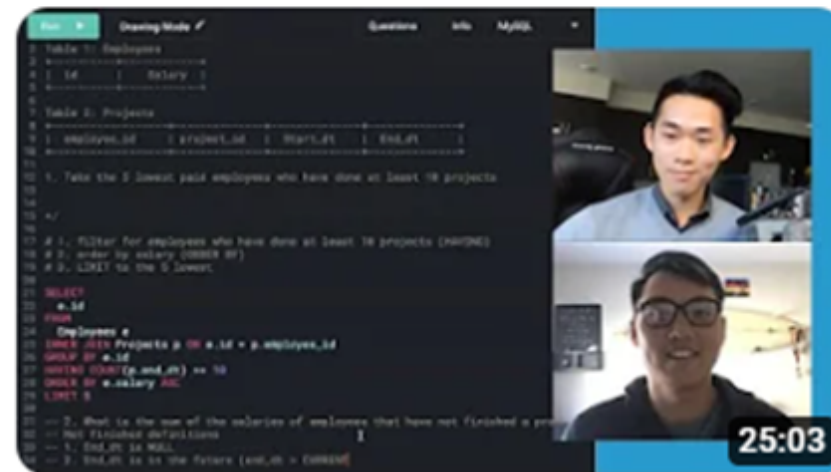 Run Drawing Mode Questions Info MySQL
Table 1: Employees
| id | Salary |
Table 2: Projects
| employee_id | project_id | Start_dt | End_dt |
1. Take the 5 lowest paid employees who have done at least 10 projects
*/
# 1. filter for employees who have done at least 10 projects (HAVING)
# 2. order by salary (ORDER BY)
# 3. LIMIT to the 5 lowest
SELECT
e.id
FROM
Employees e
INNER JOIN Projects p ON e.id = p.employee_id
GROUP BY e.id
HAVING COUNT(p.end_dt) >= 10
ORDER BY e.salary ASC
LIMIT 5
-- 2. What is the sum of the salaries of employees that have not finished a
-- Not finished definitions
-- 1. End_dt is NULL
-- 2. End_dt is in the future (end_dt > CURRENT
25:03